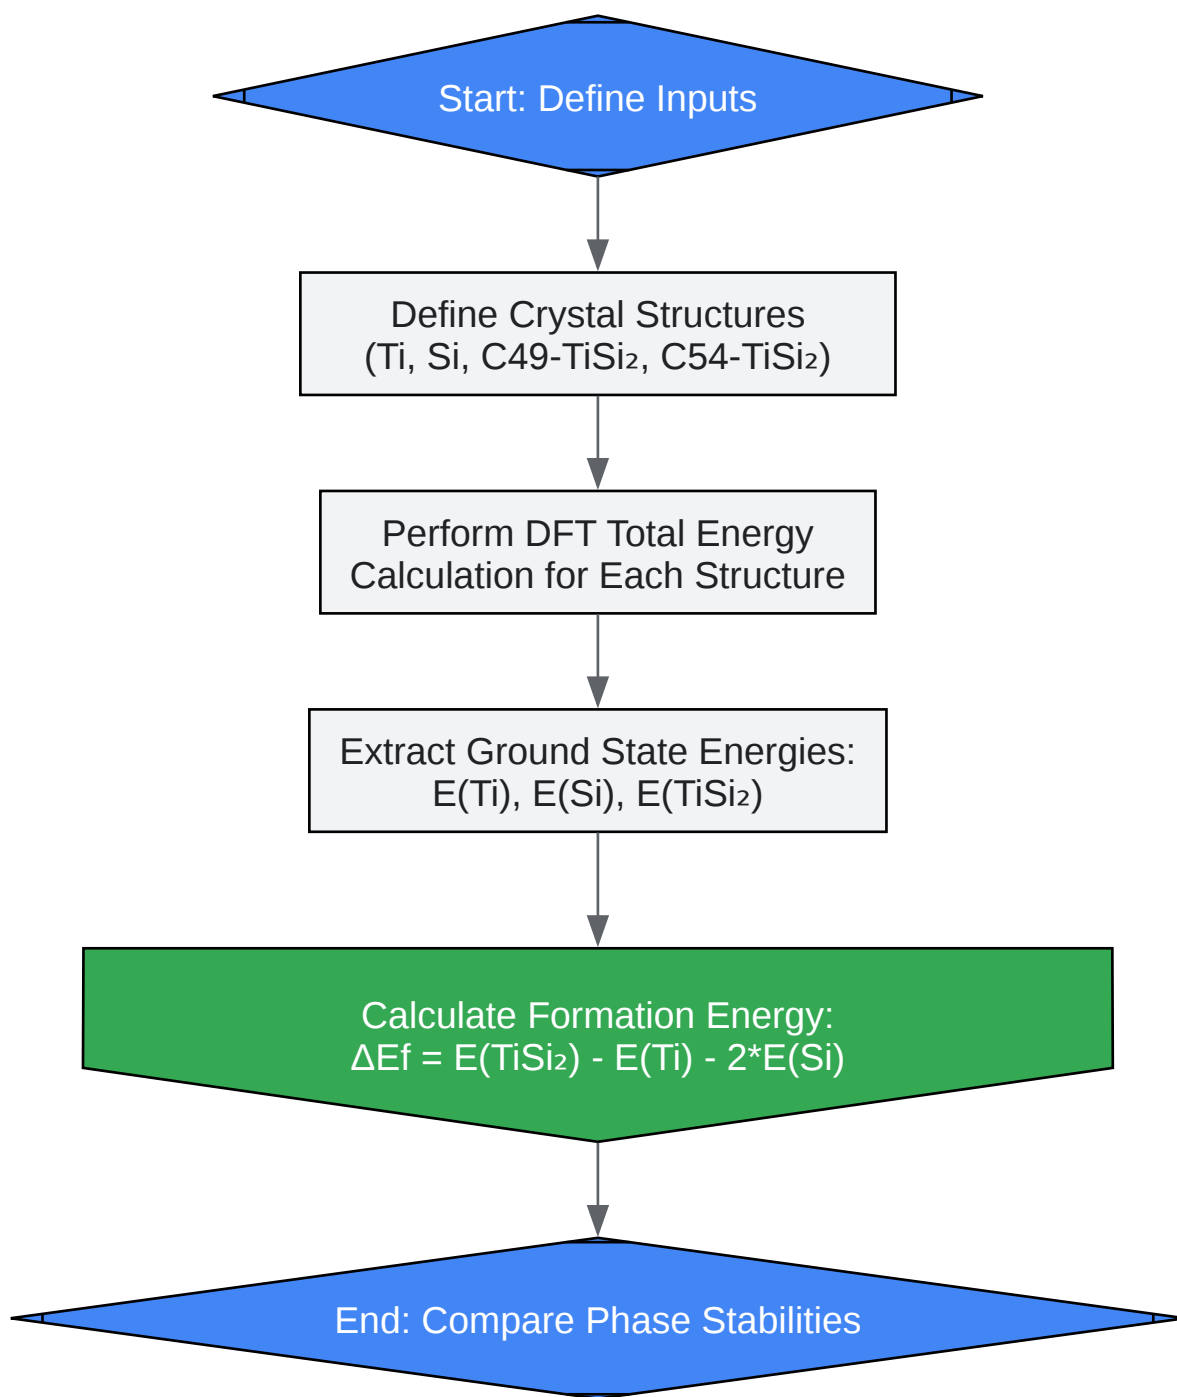 Start: Define Inputs
Define Crystal Structures
(Ti, Si, C49-TiSi₂, C54-TiSi₂)
Perform DFT Total Energy
Calculation for Each Structure
Extract Ground State Energies:
E(Ti), E(Si), E(TiSi₂)
Calculate Formation Energy:
ΔEf = E(TiSi₂) - E(Ti) - 2*E(Si)
End: Compare Phase Stabilities